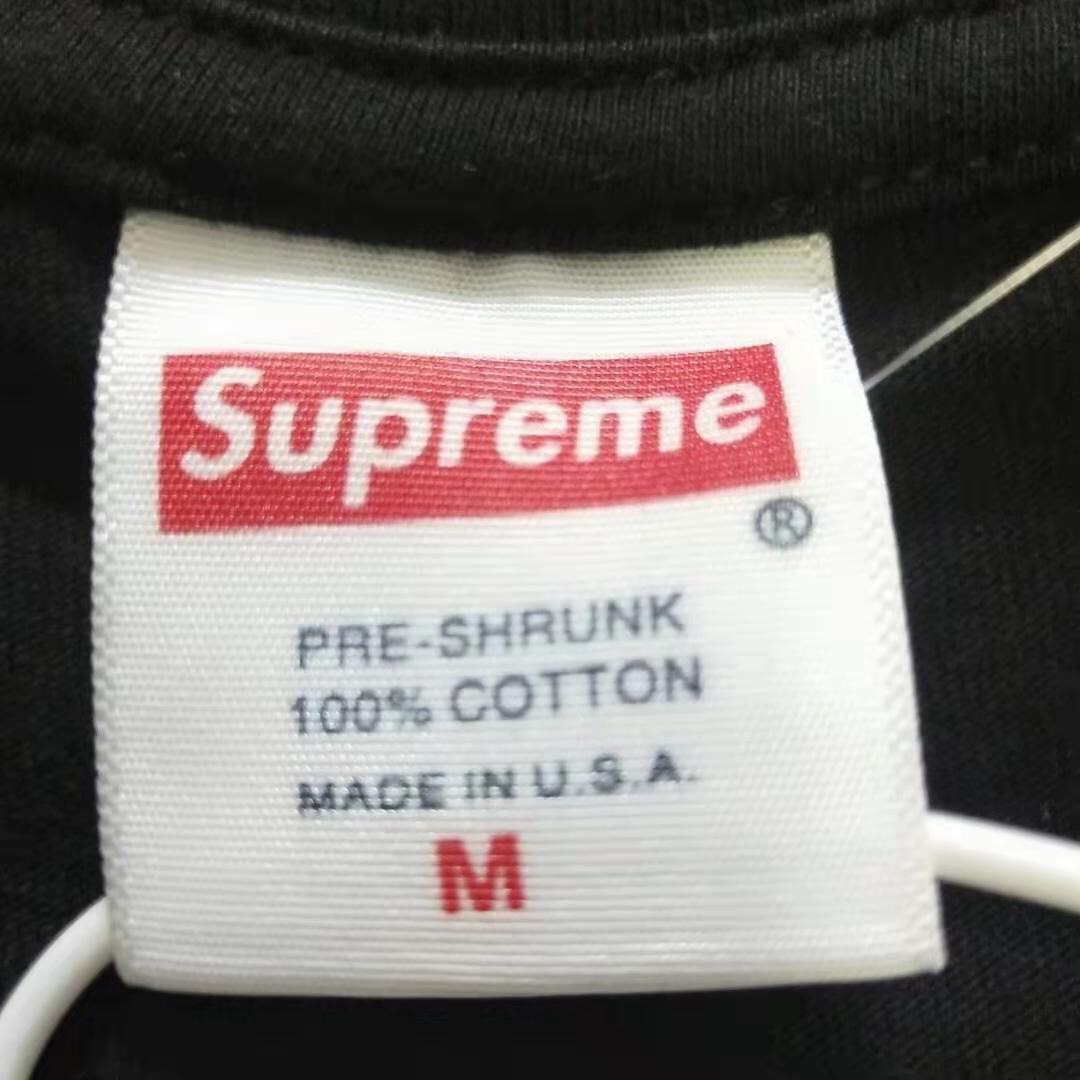 Supreme
®
PRE-SHRUNK
100% COTTON
MADE IN U.S.A.
M